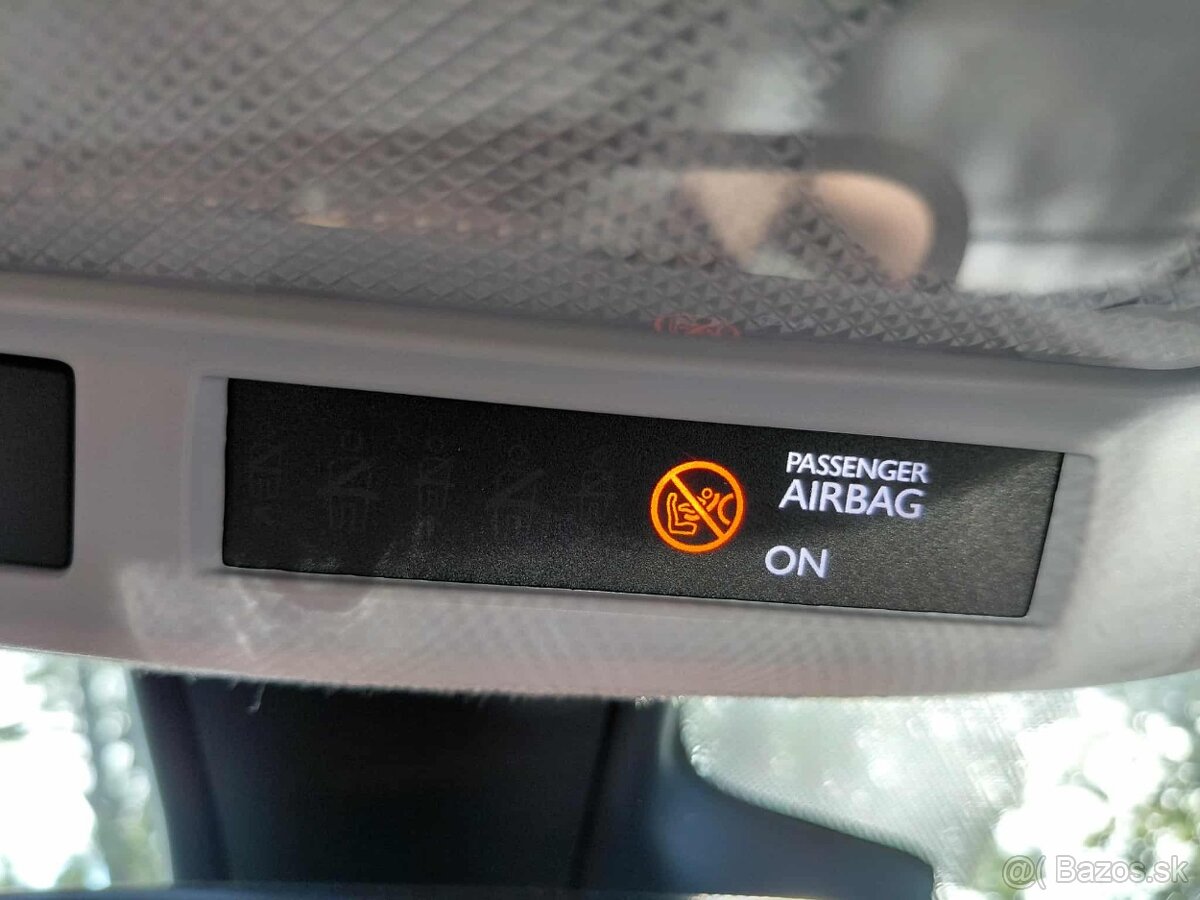 PASSENGER
AIRBAG
ON
@( Bazos.sk